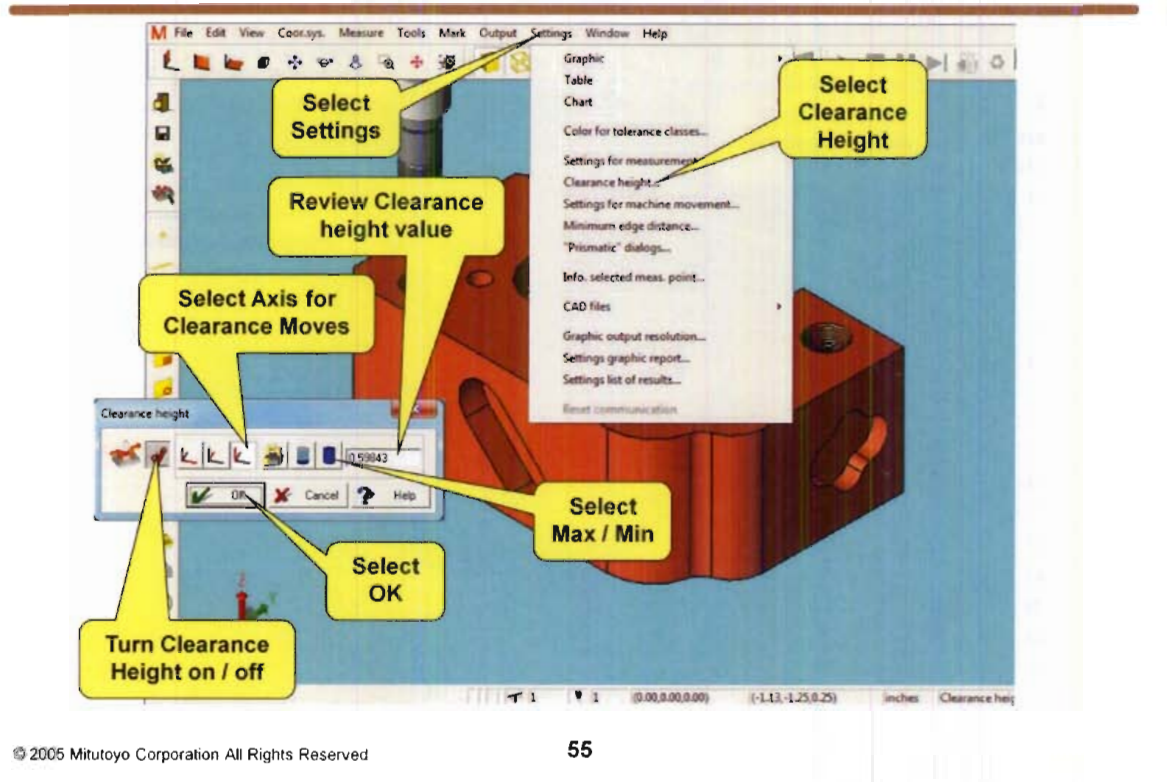 M File Edit View Coor.sys. Measure Tools Mark Output Settings Window Help
Graphic
Table
Chart
Color for tolerance classes...
Settings for measurement
Clearance height...
Settings for machine movement...
Minimum edge distance...
"Prismatic" dialogs...
Info. selected meas. point...
CAD files
Graphic output resolution...
Settings graphic report...
Settings list of results...
Reset communication
Select
Settings
Select
Clearance
Height
Review Clearance
height value
Select Axis for
Clearance Moves
Clearance height
0.59843
OK Cancel Help
Select
Max / Min
Select
OK
Z
Y
Turn Clearance
Height on / off
1 1 (0.00,0.00,0.00) (-1.13,-1.25,0.25) inches Clearance heig
© 2005 Mitutoyo Corporation All Rights Reserved
55